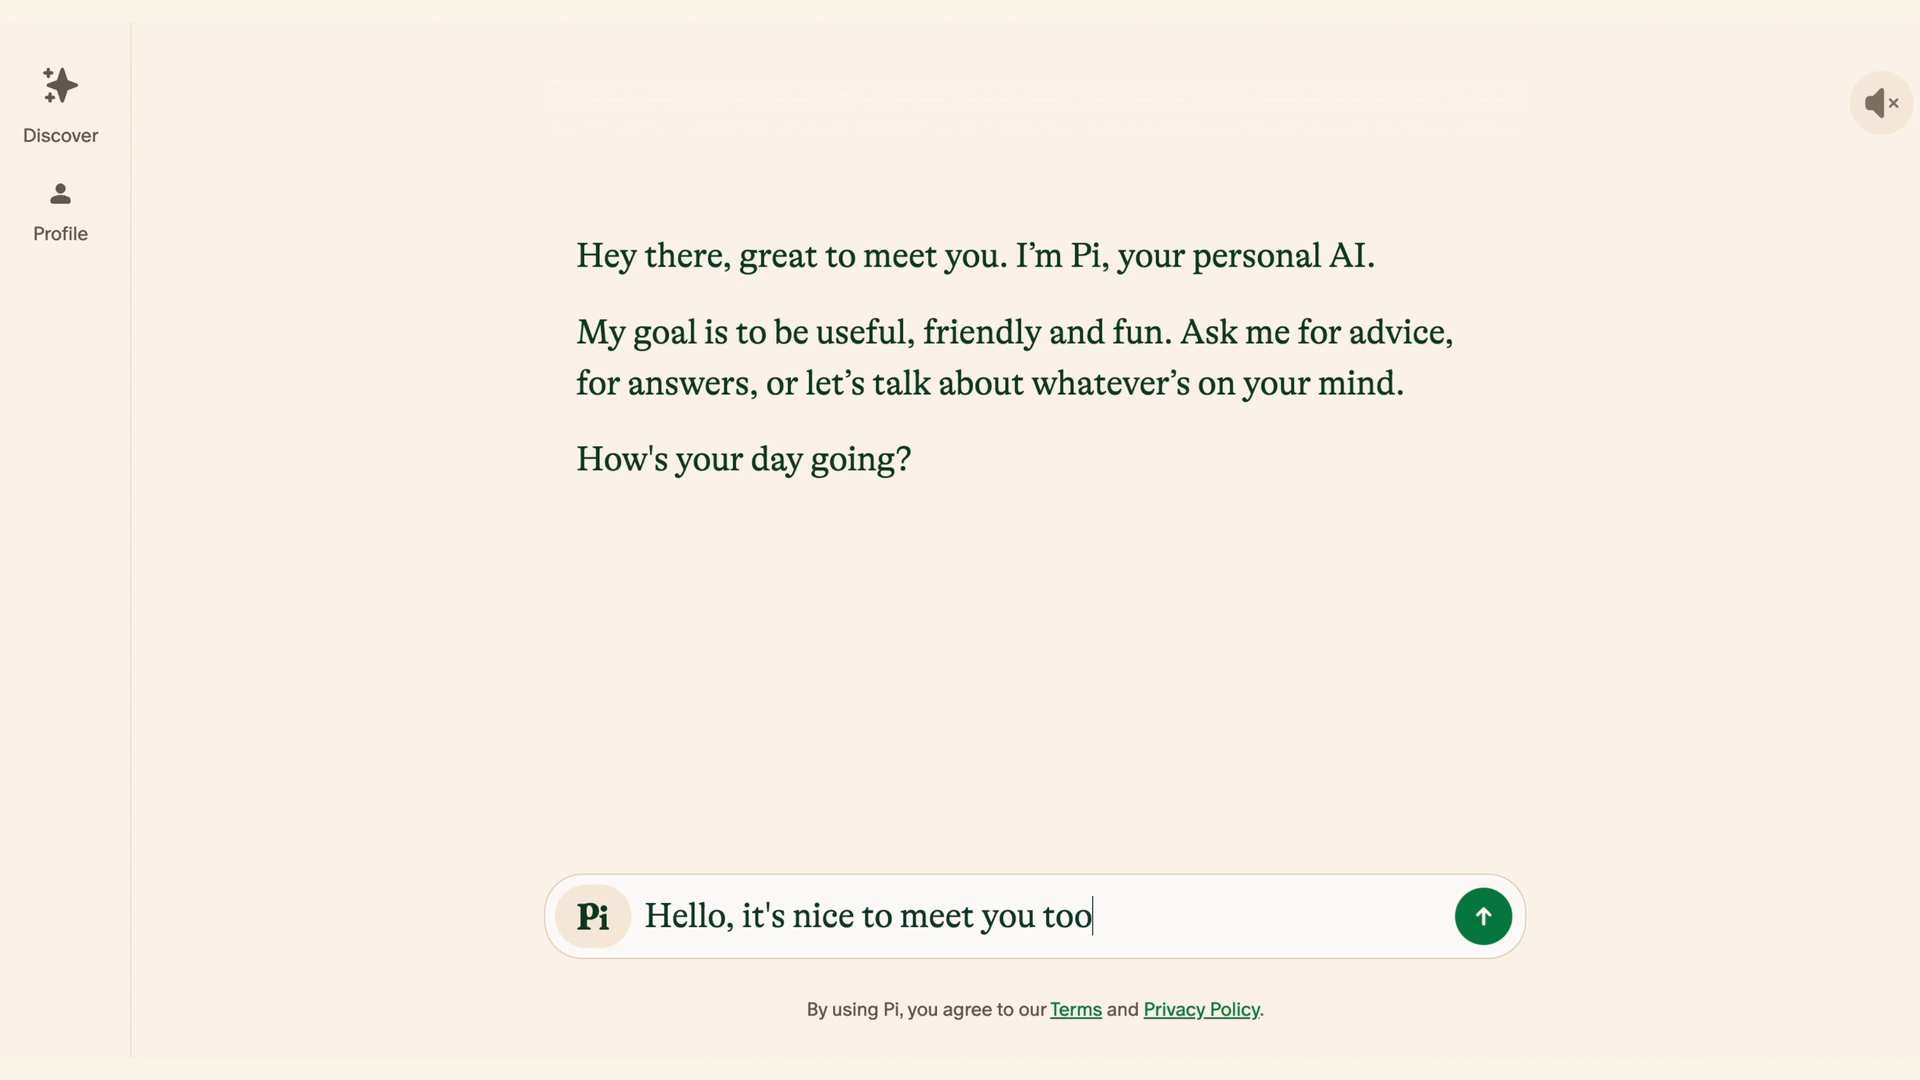 Discover
Profile
Hey there, great to meet you. I’m Pi, your personal AI.
My goal is to be useful, friendly and fun. Ask me for advice,
for answers, or let’s talk about whatever’s on your mind.
How's your day going?
Pi Hello, it's nice to meet you too
By using Pi, you agree to our Terms and Privacy Policy.